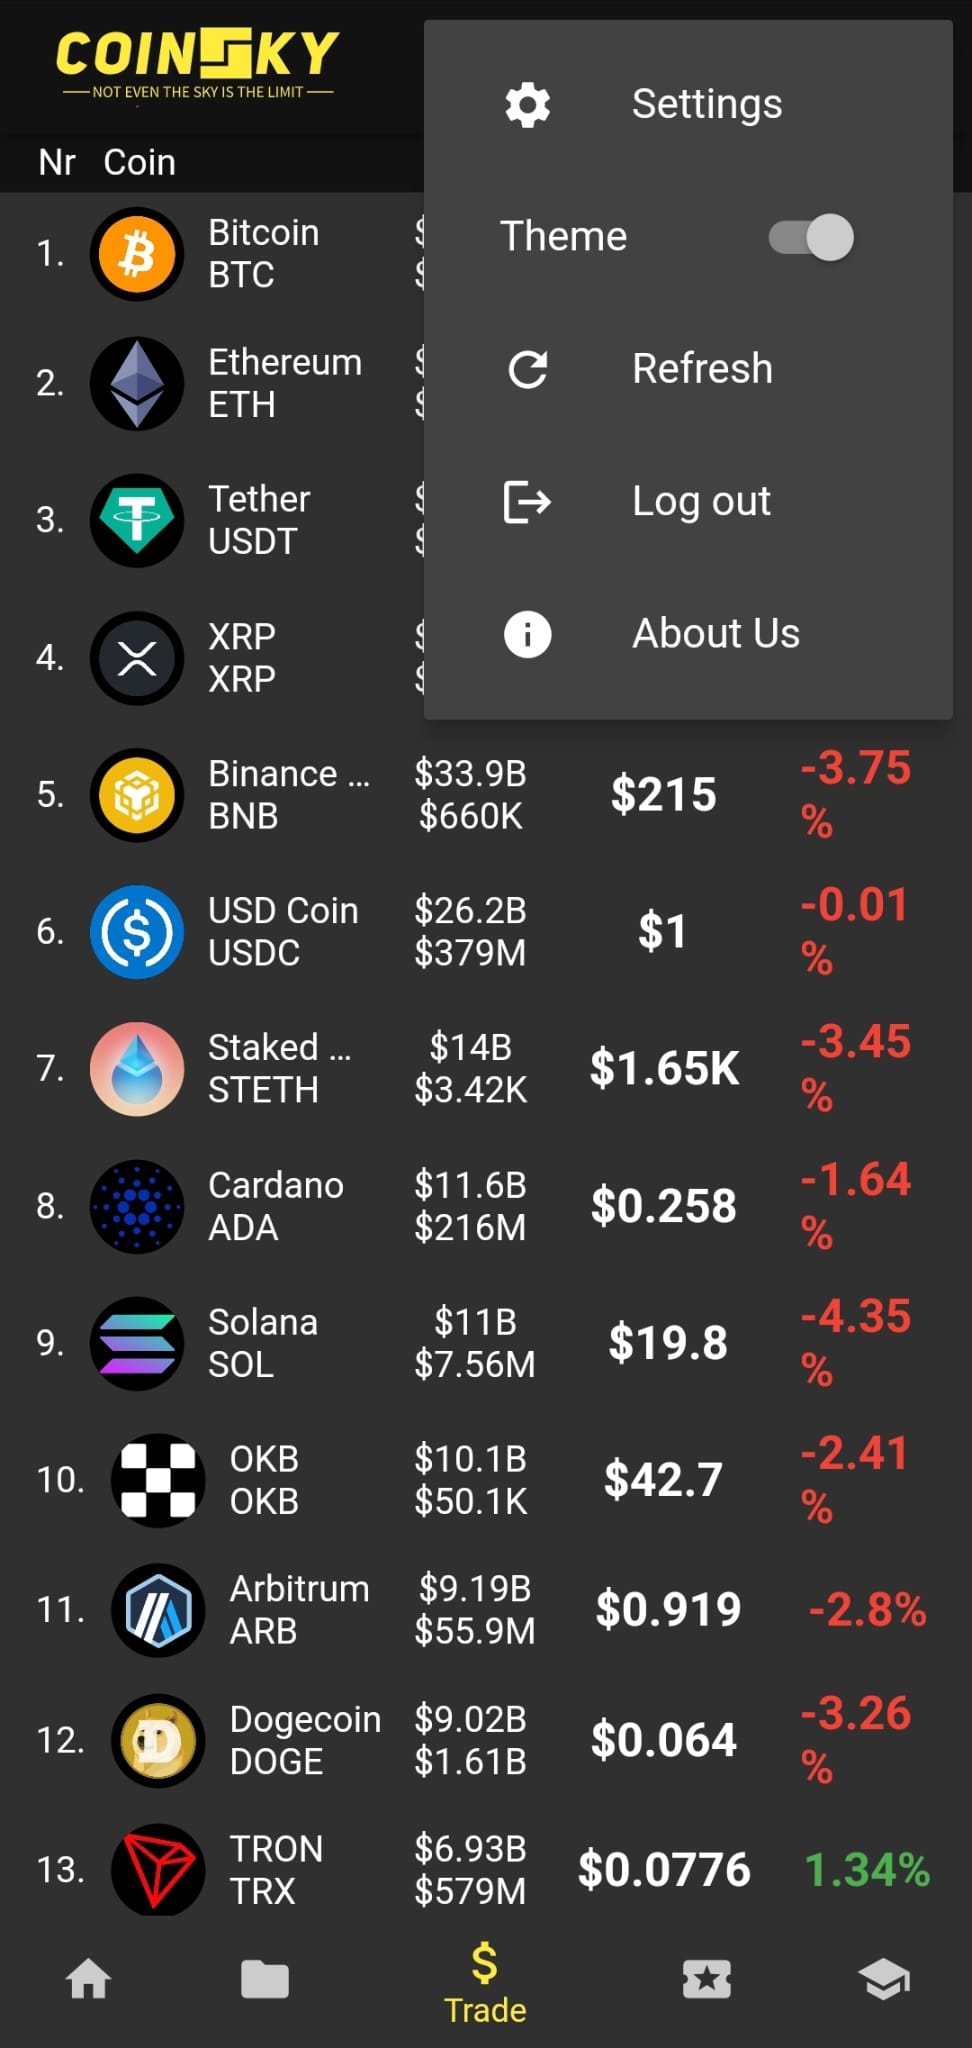 COINSKY
NOT EVEN THE SKY IS THE LIMIT
Settings
Theme
Refresh
Log out
About Us
Nr Coin
1. Bitcoin $
BTC $
2. Ethereum $
ETH $
3. Tether $
USDT $
4. XRP $
XRP $
5. Binance ... $33.9B $215 -3.75
BNB $660K %
6. USD Coin $26.2B $1 -0.01
USDC $379M %
7. Staked ... $14B $1.65K -3.45
STETH $3.42K %
8. Cardano $11.6B $0.258 -1.64
ADA $216M %
9. Solana $11B $19.8 -4.35
SOL $7.56M %
10. OKB $10.1B $42.7 -2.41
OKB $50.1K %
11. Arbitrum $9.19B $0.919 -2.8%
ARB $55.9M
12. Dogecoin $9.02B $0.064 -3.26
DOGE $1.61B %
13. TRON $6.93B $0.0776 1.34%
TRX $579M
$
Trade